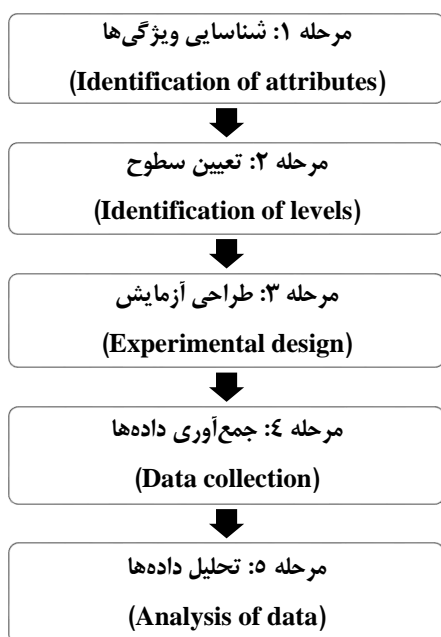 مرحله ۱: شناسایی ویژگی‌ها
(Identification of attributes)
مرحله ۲: تعیین سطوح
(Identification of levels)
مرحله ۳: طراحی آزمایش
(Experimental design)
مرحله ٤: جمع‌آوری داده‌ها
(Data collection)
مرحله ٥: تحلیل داده‌ها
(Analysis of data)